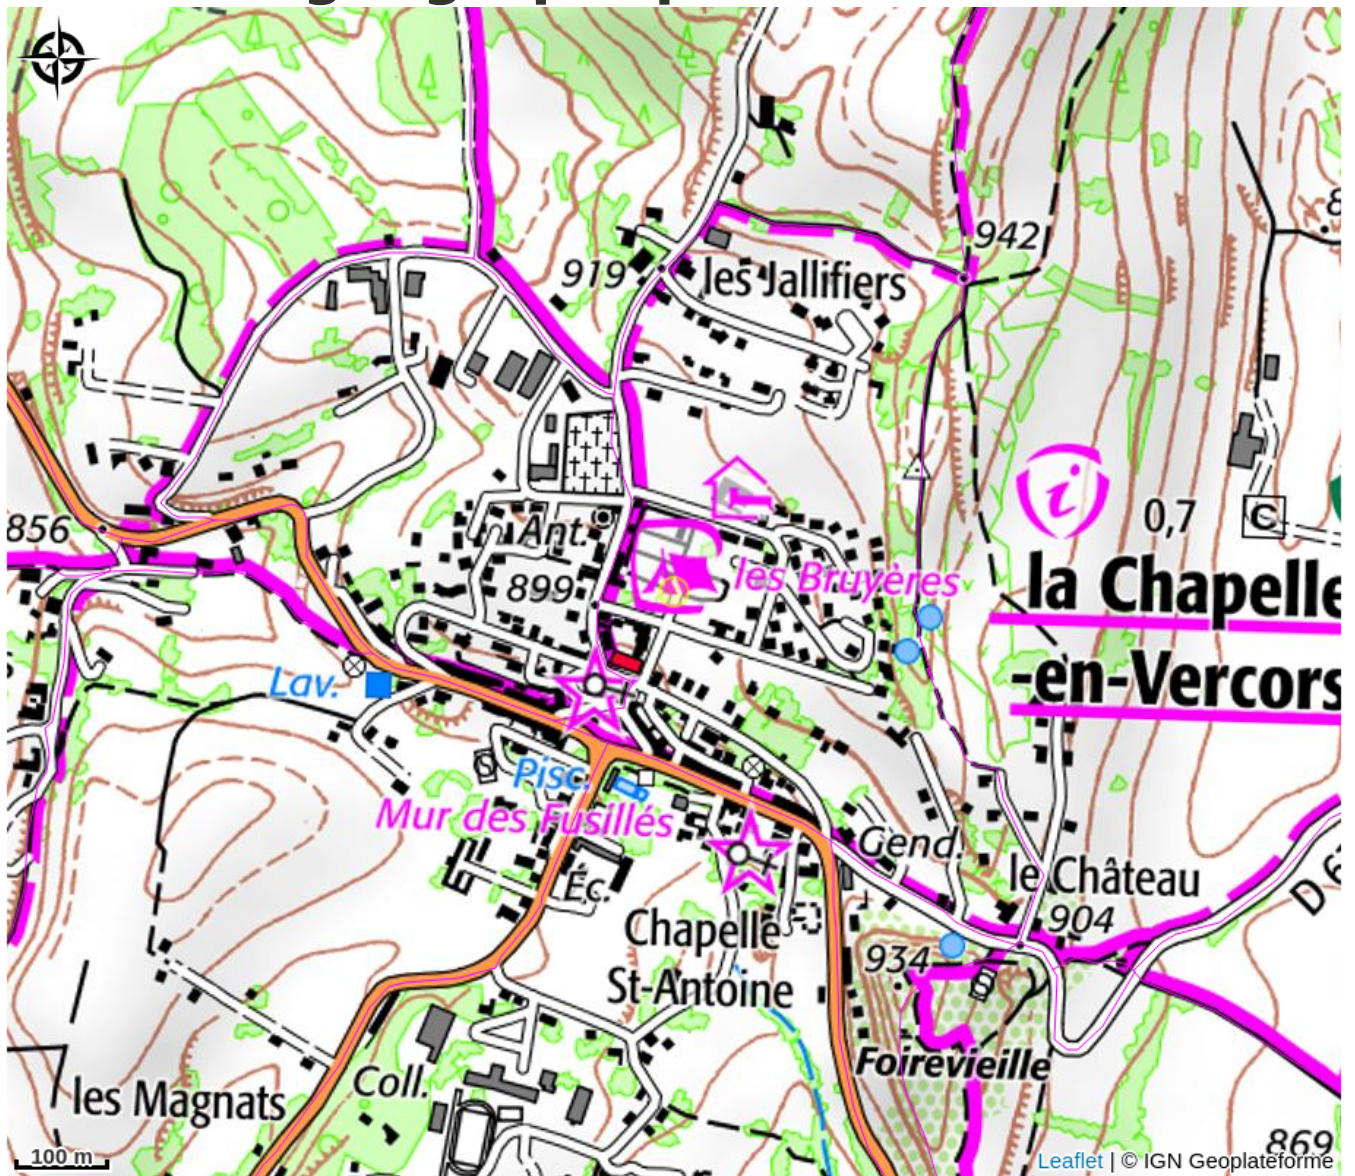 942
919
les Jallifiers
0,7
C
856
Ant.
899
les Bruyères
la Chapelle
-en-Vercors
Lav.
Pisc.
Mur des Fusillés
Gend.
le Château
Éc.
904
D 6
Chapelle
St-Antoine
934
Foirevieille
Coll.
les Magnats
869
100 m
Leaflet | © IGN Geoplateforme